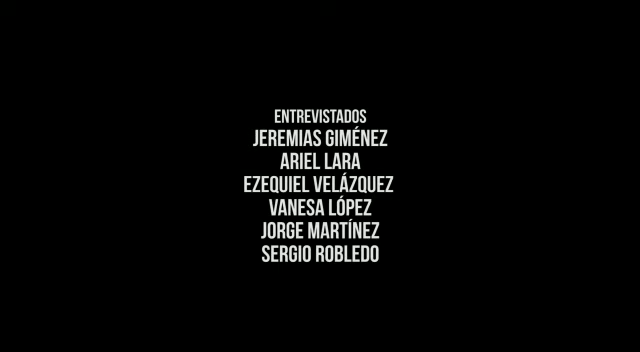 ENTREVISTADOS
JEREMIAS GIMÉNEZ
ARIEL LARA
EZEQUIEL VELÁZQUEZ
VANESA LÓPEZ
JORGE MARTÍNEZ
SERGIO ROBLEDO